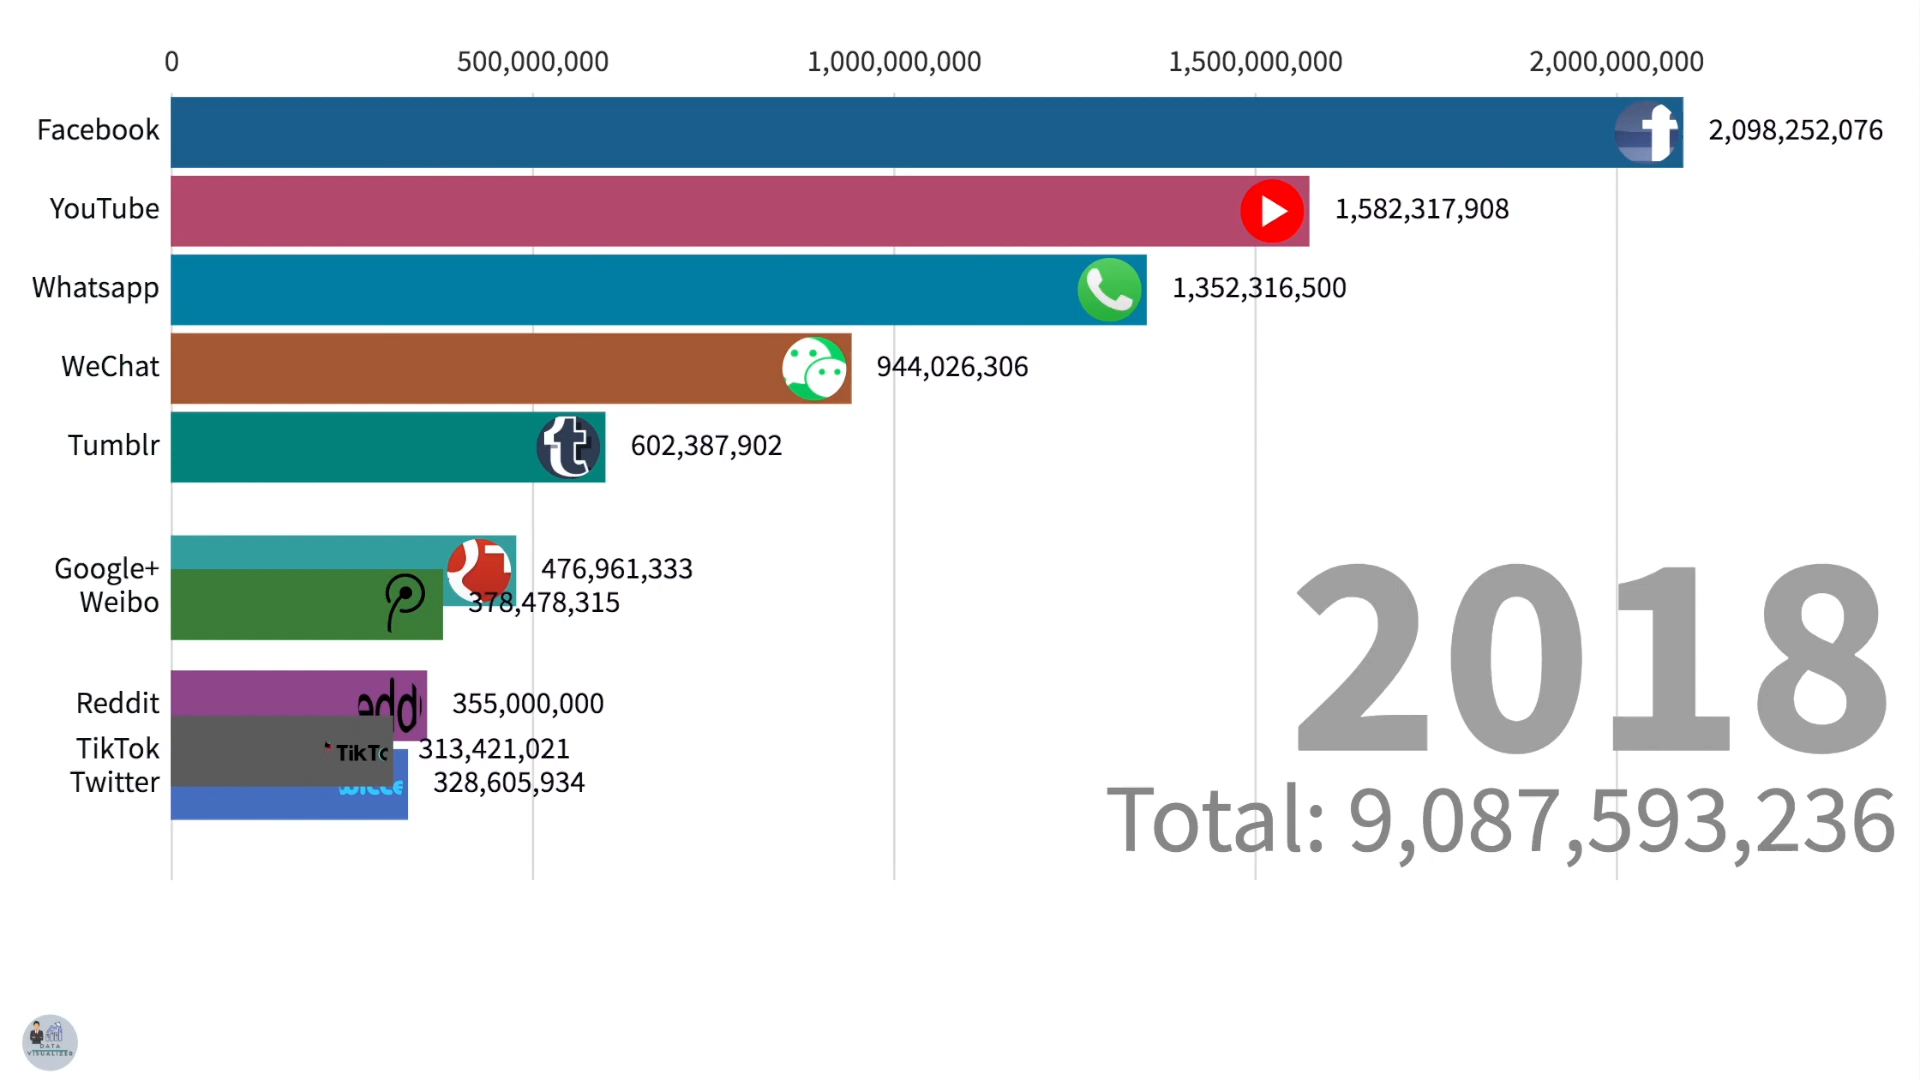 0 500,000,000 1,000,000,000 1,500,000,000 2,000,000,000
Facebook 2,098,252,076
YouTube 1,582,317,908
Whatsapp 1,352,316,500
WeChat 944,026,306
Tumblr 602,387,902
Google+ 476,961,333
Weibo 378,478,315
Reddit 355,000,000
TikTok 313,421,021
Twitter 328,605,934
2018
Total: 9,087,593,236
DATA
VISUALIZER